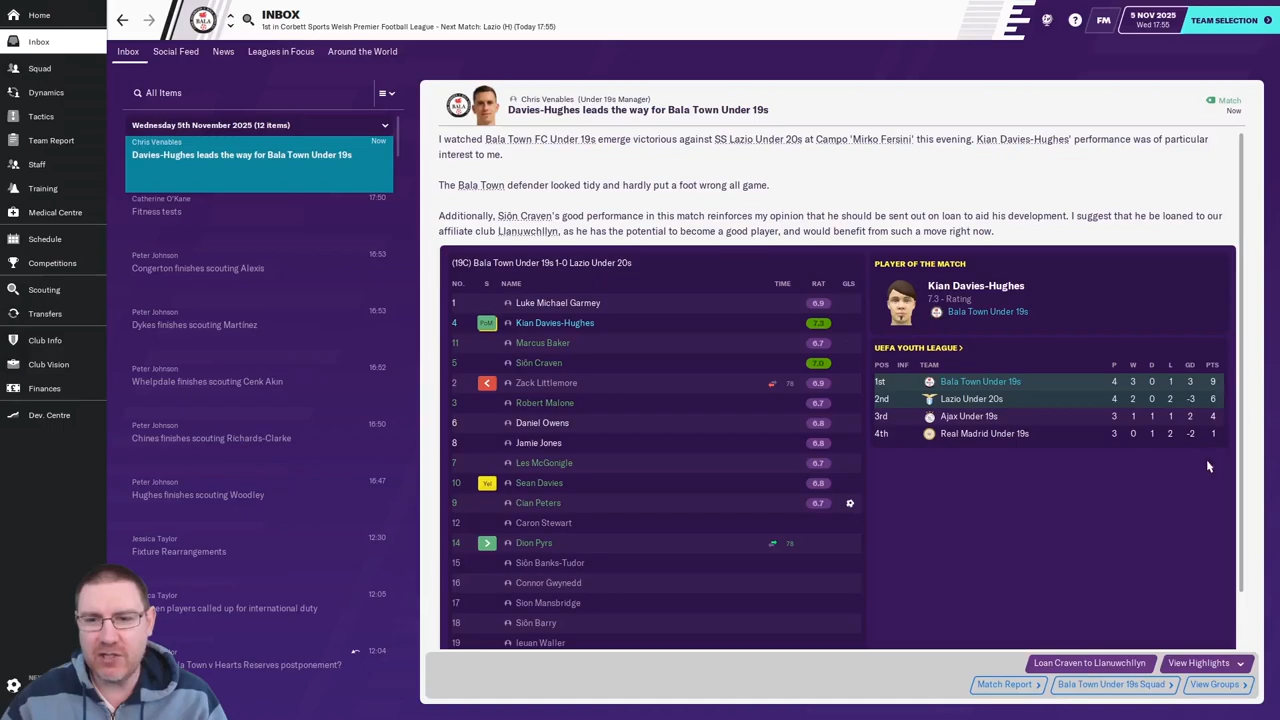 Home
Inbox
Squad
Dynamics
Tactics
Team Report
Staff
Training
Medical Centre
Schedule
Competitions
Scouting
Transfers
Club Info
Club Vision
Finances
Dev. Centre
BALA
INBOX
1st in Corbett Sports Welsh Premier Football League - Next Match: Lazio (H) (Today 17:55)
?
FM
5 NOV 2025
Wed 17:55
TEAM SELECTION
Inbox
Social Feed
News
Leagues in Focus
Around the World
All Items
Wednesday 5th November 2025 (12 items)
Chris Venables
Now
Davies-Hughes leads the way for Bala Town Under 19s
Catherine O'Kane
17:50
Fitness tests
Peter Johnson
16:53
Congerton finishes scouting Alexis
Peter Johnson
16:53
Dykes finishes scouting Martínez
Peter Johnson
16:52
Whelpdale finishes scouting Cenk Akın
Peter Johnson
16:50
Chines finishes scouting Richards-Clarke
Peter Johnson
16:47
Hughes finishes scouting Woodley
Jessica Taylor
12:30
Fixture Rearrangements
Taylor
12:05
players called up for international duty
12:04
Town v Hearts Reserves postponement?
BALA
Chris Venables (Under 19s Manager)
Davies-Hughes leads the way for Bala Town Under 19s
Match
Now
I watched Bala Town FC Under 19s emerge victorious against SS Lazio Under 20s at Campo 'Mirko Fersini' this evening. Kian Davies-Hughes' performance was of particular
interest to me.
The Bala Town defender looked tidy and hardly put a foot wrong all game.
Additionally, Siôn Craven's good performance in this match reinforces my opinion that he should be sent out on loan to aid his development. I suggest that he be loaned to our
affiliate club Llanuwchllyn, as he has the potential to become a good player, and would benefit from such a move right now.
(19C) Bala Town Under 19s 1-0 Lazio Under 20s
NO. S NAME TIME RAT GLS
1 Luke Michael Garmey 6.9
4 PoM Kian Davies-Hughes 7.3
11 Marcus Baker 6.7
5 Siôn Craven 7.0
2 Zack Littlemore 78 6.9
3 Robert Malone 6.7
6 Daniel Owens 6.8
8 Jamie Jones 6.8
7 Les McGonigle 6.7
10 Yel Sean Davies 6.8
9 Cian Peters 6.7
12 Caron Stewart
14 Dion Pyrs 78
15 Siôn Banks-Tudor
16 Connor Gwynedd
17 Sion Mansbridge
18 Siôn Barry
19 Ieuan Waller
PLAYER OF THE MATCH
Kian Davies-Hughes
7.3 - Rating
Bala Town Under 19s
UEFA YOUTH LEAGUE >
POS INF TEAM P W D L GD PTS
1st Bala Town Under 19s 4 3 0 1 3 9
2nd Lazio Under 20s 4 2 0 2 -3 6
3rd Ajax Under 19s 3 1 1 1 2 4
4th Real Madrid Under 19s 3 0 1 2 -2 1
Loan Craven to Llanuwchllyn
View Highlights
Match Report >
Bala Town Under 19s Squad >
View Groups >